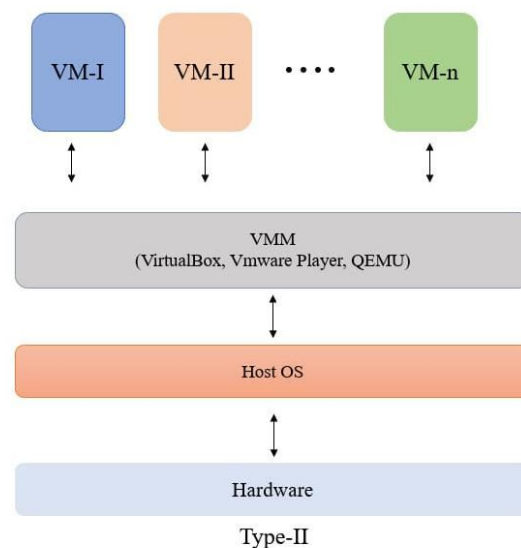 VM-I
VM-II
VM-n
VMM
(VirtualBox, Vmware Player, QEMU)
Host OS
Hardware
Type-II